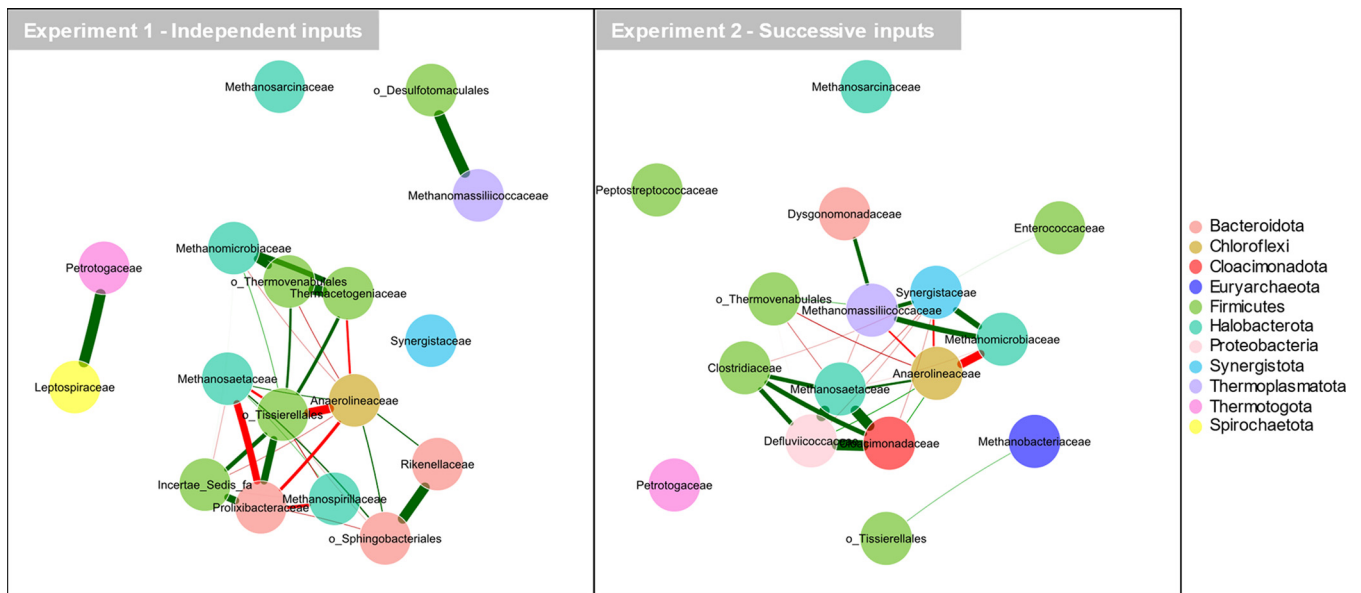 Experiment 1 - Independent inputs
Methanosarcinaceae
o_Desulfotomaculales
Methanomassiliicoccaceae
Methanomicrobiaceae
Petrotogaceae
o_Thermovenabulales
Thermacetogeniaceae
Synergistaceae
Leptospiraceae
Methanosaetaceae
Anaerolineaceae
o_Tissierellales
Rikenellaceae
Incertae_Sedis_fa
Methanospirillaceae
Prolixibacteraceae
o_Sphingobacteriales
Experiment 2 - Successive inputs
Methanosarcinaceae
Peptostreptococcaceae
Dysgonomonadaceae
Enterococcaceae
Synergistaceae
o_Thermovenabulales
Methanomassiliicoccaceae
Methanomicrobiaceae
Clostridiaceae
Anaerolineaceae
Methanosaetaceae
Defluviicoccaceae
Cloacimonadaceae
Methanobacteriaceae
Petrotogaceae
o_Tissierellales
Bacteroidota
Chloroflexi
Cloacimonadota
Euryarchaeota
Firmicutes
Halobacterota
Proteobacteria
Synergistota
Thermoplasmatota
Thermotogota
Spirochaetota